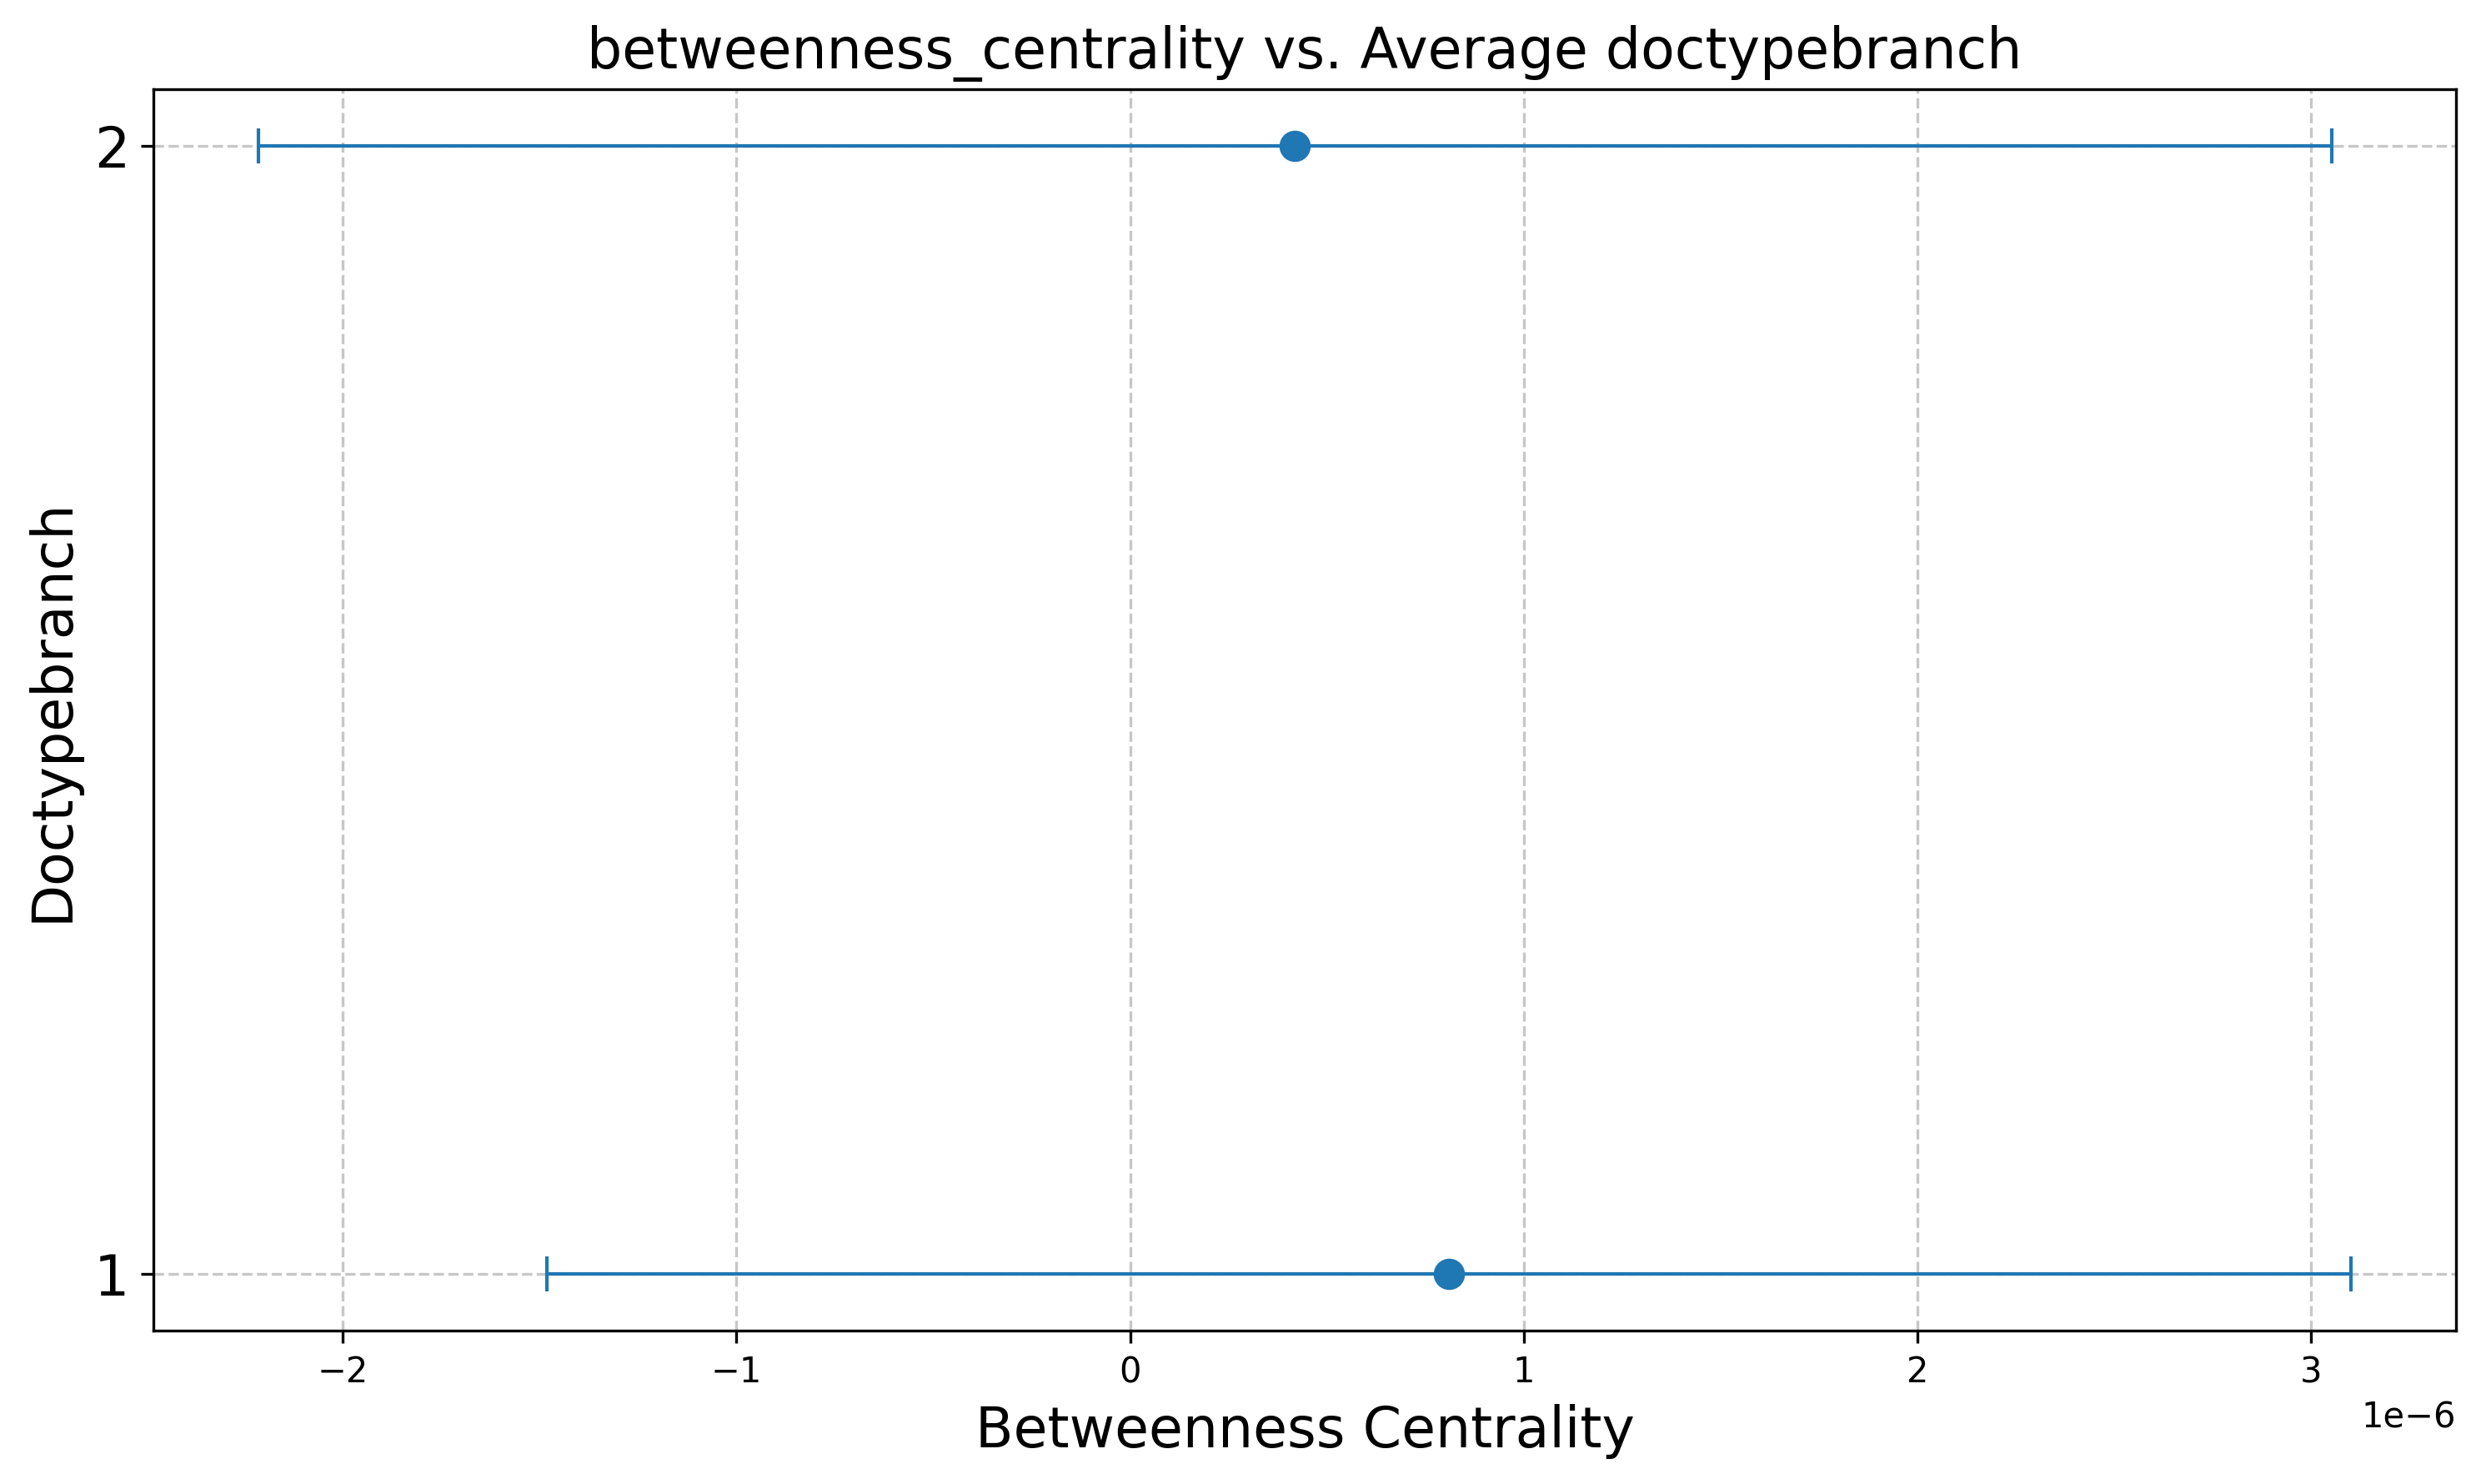 betweenness_centrality vs. Average doctypebranch
2
Doctypebranch
1
−2 −1 0 1 2 3
1e−6
Betweenness Centrality